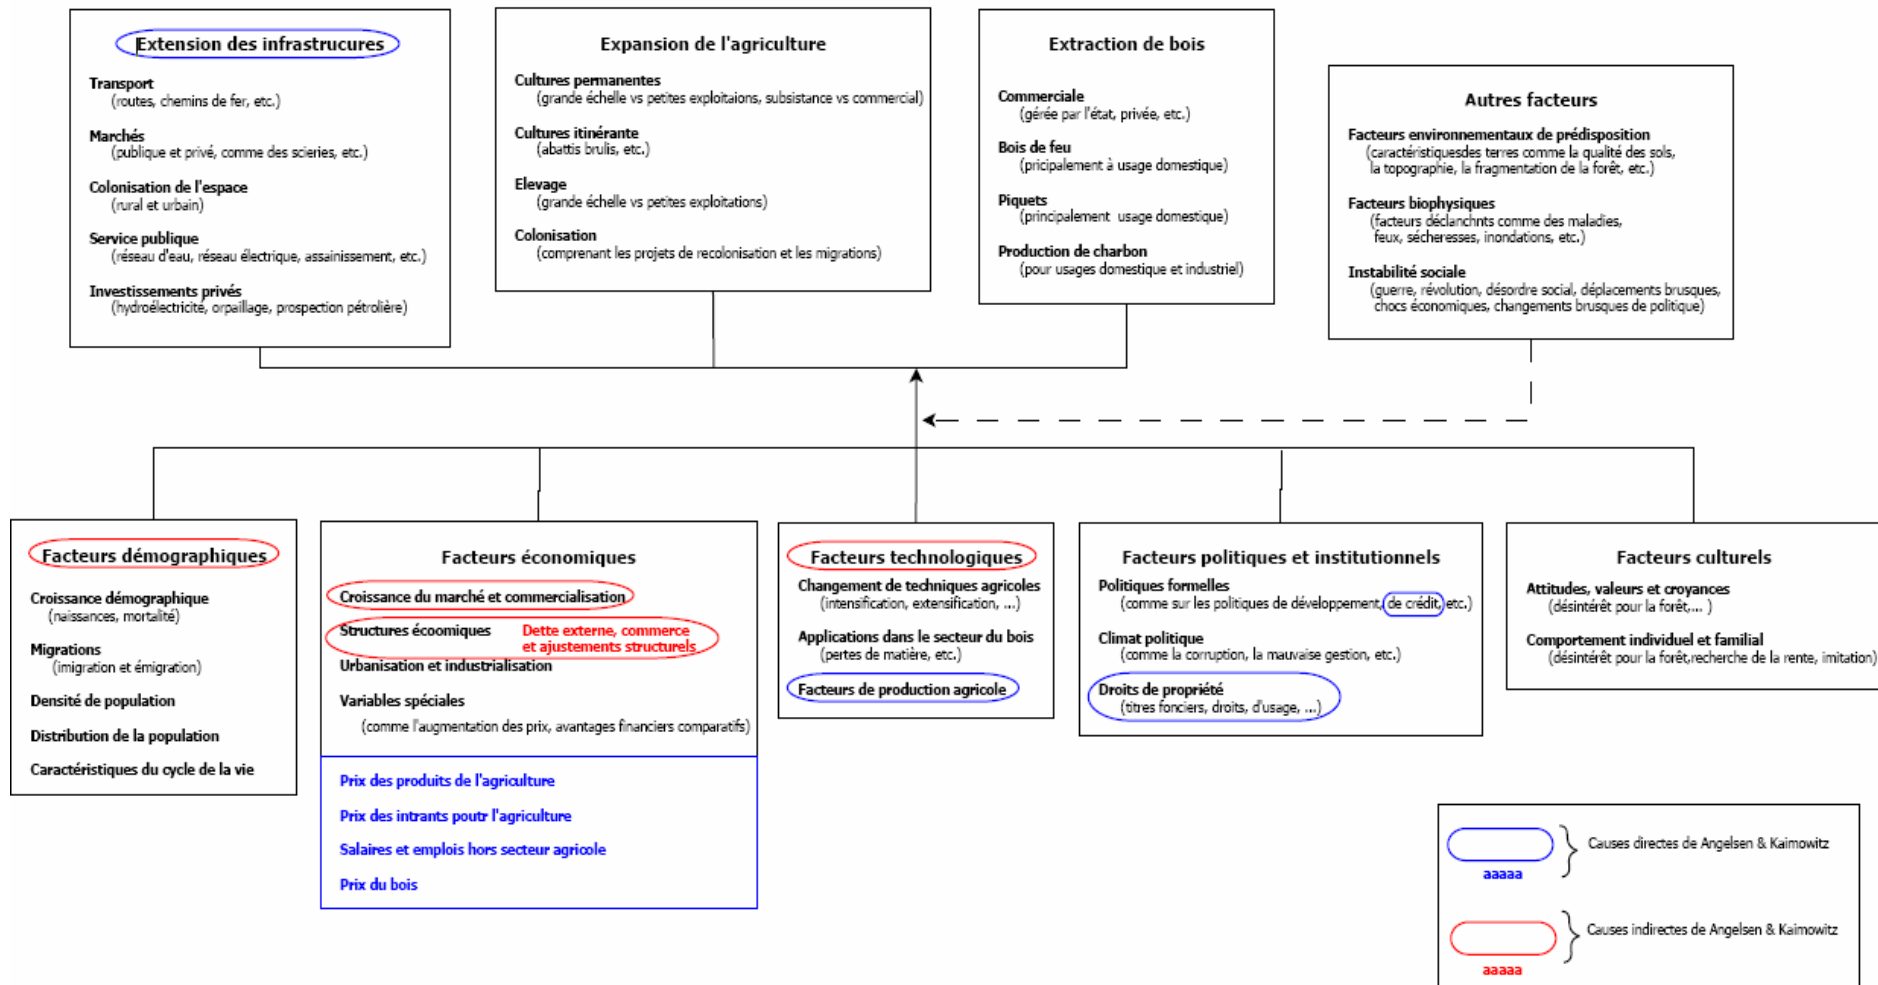 Extension des infrastrucures
Transport
(routes, chemins de fer, etc.)
Marchés
(publique et privé, comme des scieries, etc.)
Colonisation de l'espace
(rural et urbain)
Service publique
(réseau d'eau, réseau électrique, assainissement, etc.)
Investissements privés
(hydroélectricité, orpaillage, prospection pétrolière)
Expansion de l'agriculture
Cultures permanentes
(grande échelle vs petites exploitaions, subsistance vs commercial)
Cultures itinérante
(abattis brulis, etc.)
Elevage
(grande échelle vs petites exploitations)
Colonisation
(comprenant les projets de recolonisation et les migrations)
Extraction de bois
Commerciale
(gérée par l'état, privée, etc.)
Bois de feu
(pricipalement à usage domestique)
Piquets
(principalement usage domestique)
Production de charbon
(pour usages domestique et industriel)
Autres facteurs
Facteurs environnementaux de prédisposition
(caractéristiquesdes terres comme la qualité des sols,
la topographie, la fragmentation de la forêt, etc.)
Facteurs biophysiques
(facteurs déclanchnts comme des maladies,
feux, sécheresses, inondations, etc.)
Instabilité sociale
(guerre, révolution, désordre social, déplacements brusques,
chocs économiques, changements brusques de politique)
Facteurs démographiques
Croissance démographique
(naissances, mortalité)
Migrations
(imigration et émigration)
Densité de population
Distribution de la population
Caractéristiques du cycle de la vie
Facteurs économiques
Croissance du marché et commercialisation
Structures écoomiques Dette externe, commerce
et ajustements structurels
Urbanisation et industrialisation
Variables spéciales
(comme l'augmentation des prix, avantages financiers comparatifs)
Prix des produits de l'agriculture
Prix des intrants poutr l'agriculture
Salaires et emplois hors secteur agricole
Prix du bois
Facteurs technologiques
Changement de techniques agricoles
(intensification, extensification, ...)
Applications dans le secteur du bois
(pertes de matière, etc.)
Facteurs de production agricole
Facteurs politiques et institutionnels
Politiques formelles
(comme sur les politiques de développement, de crédit, etc.)
Climat politique
(comme la corruption, la mauvaise gestion, etc.)
Droits de propriété
(titres fonciers, droits, d'usage, ...)
Facteurs culturels
Attitudes, valeurs et croyances
(désintérêt pour la forêt,... )
Comportement individuel et familial
(désintérêt pour la forêt,recherche de la rente, imitation)
Causes directes de Angelsen & Kaimowitz
aaaaa
Causes indirectes de Angelsen & Kaimowitz
aaaaa